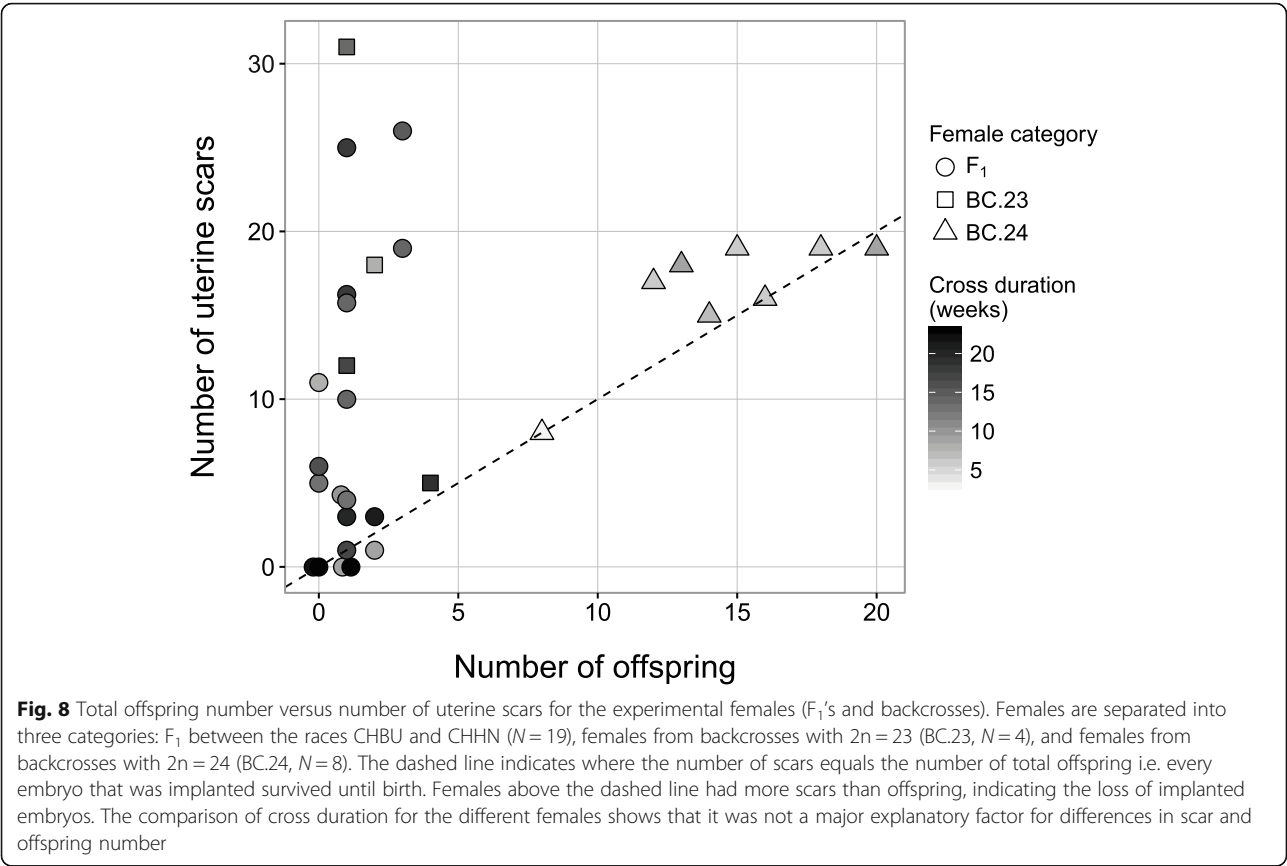 30
20
10
0
Number of uterine scars
0 5 10 15 20
Number of offspring
Female category
F₁
BC.23
BC.24
Cross duration
(weeks)
20
15
10
5
Fig. 8 Total offspring number versus number of uterine scars for the experimental females (F₁'s and backcrosses). Females are separated into
three categories: F₁ between the races CHBU and CHHN (N = 19), females from backcrosses with 2n = 23 (BC.23, N = 4), and females from
backcrosses with 2n = 24 (BC.24, N = 8). The dashed line indicates where the number of scars equals the number of total offspring i.e. every
embryo that was implanted survived until birth. Females above the dashed line had more scars than offspring, indicating the loss of implanted
embryos. The comparison of cross duration for the different females shows that it was not a major explanatory factor for differences in scar and
offspring number